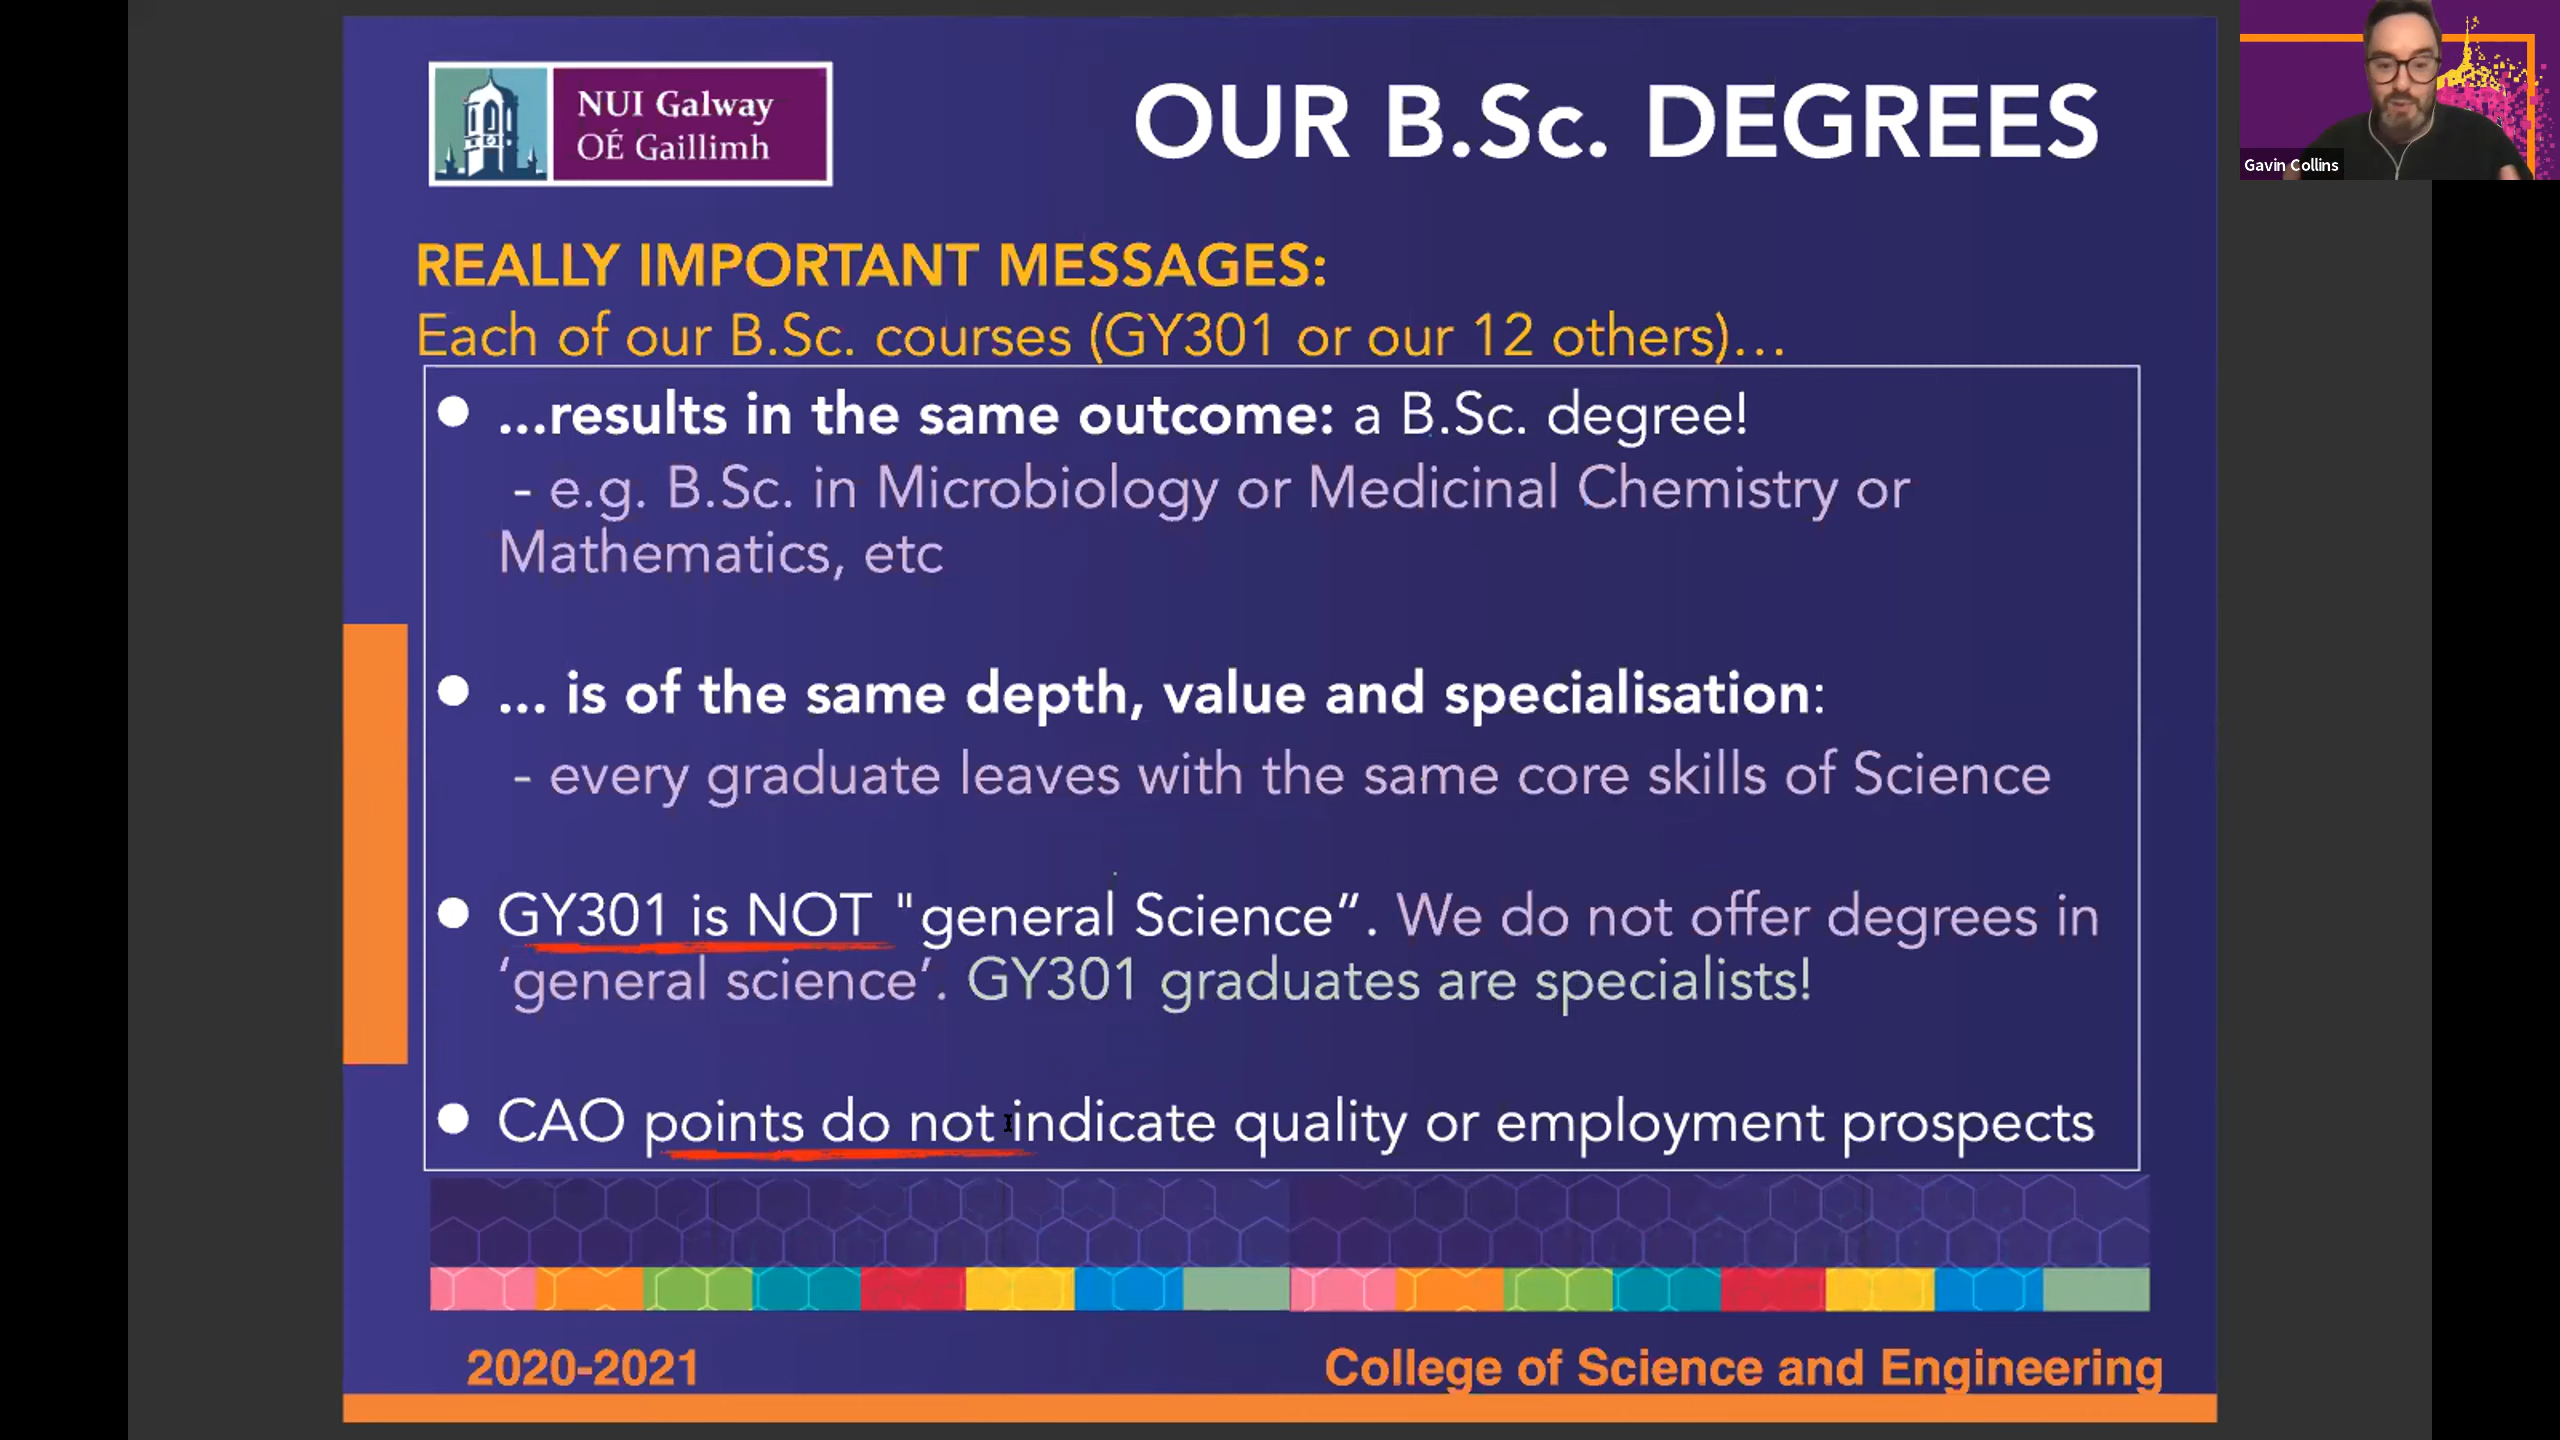 NUI Galway
OÉ Gaillimh
OUR B.Sc. DEGREES
Gavin Collins
REALLY IMPORTANT MESSAGES:
Each of our B.Sc. courses (GY301 or our 12 others)...
● ...results in the same outcome: a B.Sc. degree!
- e.g. B.Sc. in Microbiology or Medicinal Chemistry or
Mathematics, etc
● ... is of the same depth, value and specialisation:
- every graduate leaves with the same core skills of Science
● GY301 is NOT "general Science”. We do not offer degrees in
‘general science’. GY301 graduates are specialists!
● CAO points do not indicate quality or employment prospects
2020-2021
College of Science and Engineering